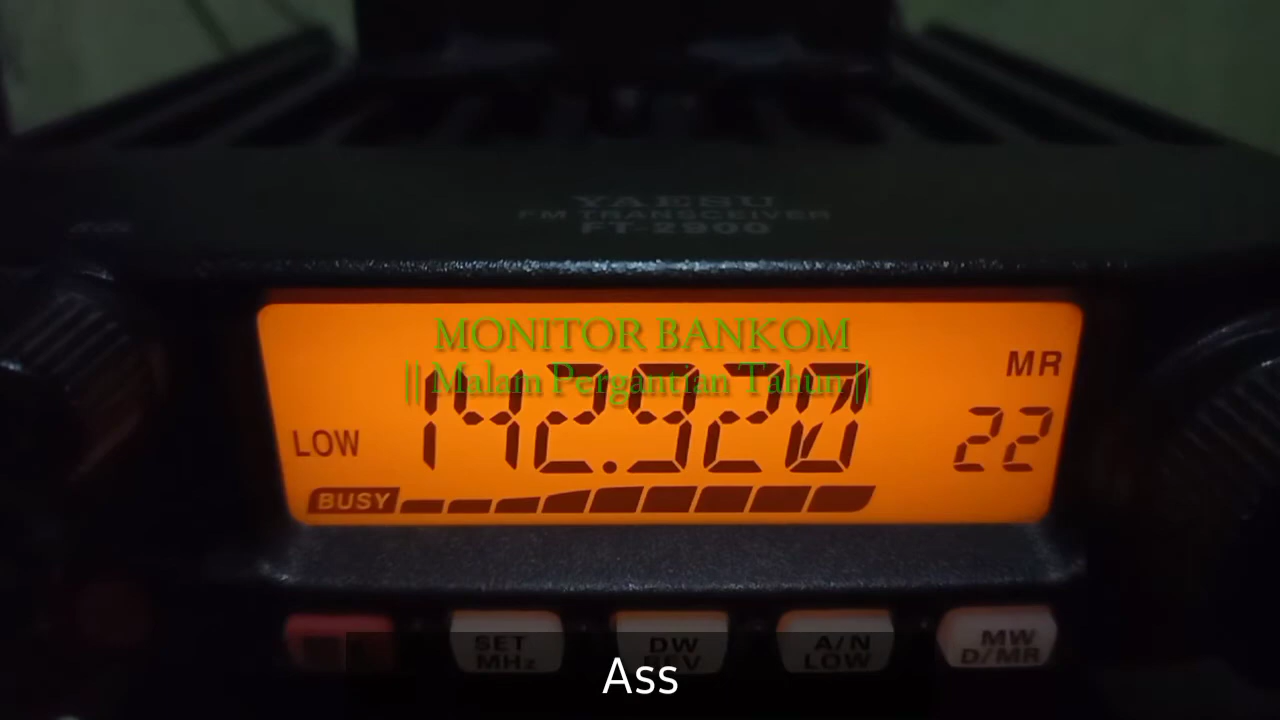 YAESU
FM TRANSCEIVER
FT-2900
MONITOR BANKOM
|| Malam Pergantian Tahun ||
142.920
MR
LOW
22
BUSY
SET
MHz
DW
REV
A/N
LOW
MW
D/MR
Ass